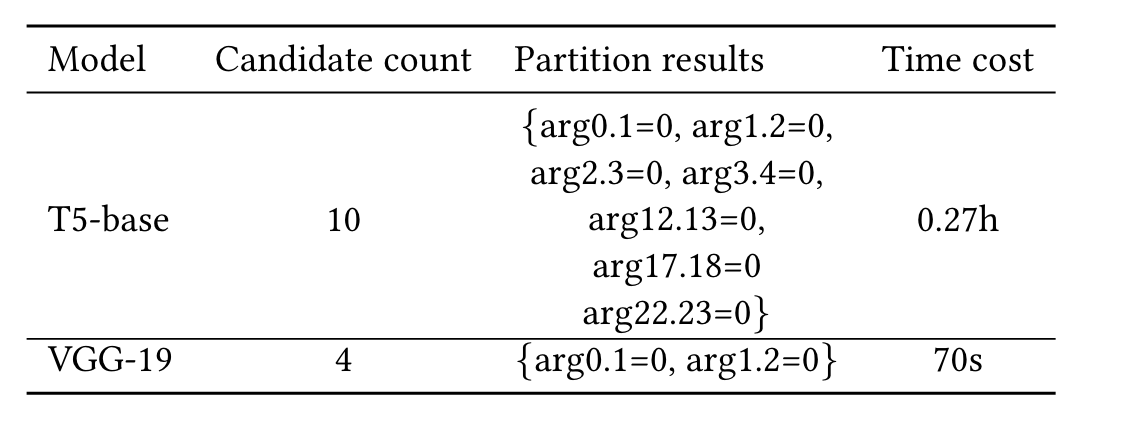 Model Candidate count Partition results Time cost
{arg0.1=0, arg1.2=0,
arg2.3=0, arg3.4=0,
T5-base 10 arg12.13=0, 0.27h
arg17.18=0
arg22.23=0}
VGG-19 4 {arg0.1=0, arg1.2=0} 70s